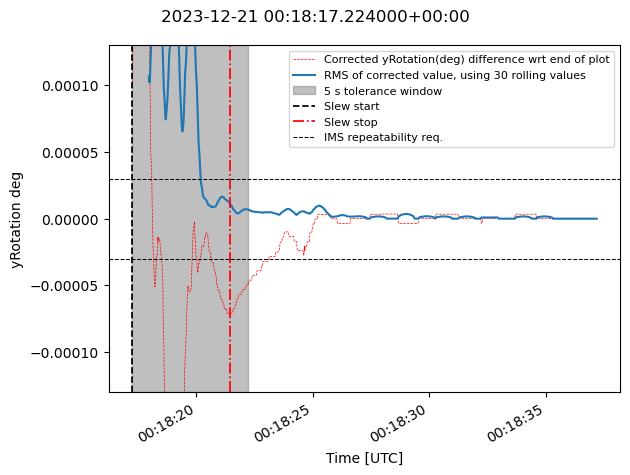 2023-12-21 00:18:17.224000+00:00
Corrected yRotation(deg) difference wrt end of plot
RMS of corrected value, using 30 rolling values
5 s tolerance window
Slew start
Slew stop
IMS repeatability req.
0.00010
0.00005
0.00000
−0.00005
−0.00010
yRotation deg
00:18:20
00:18:25
00:18:30
00:18:35
Time [UTC]